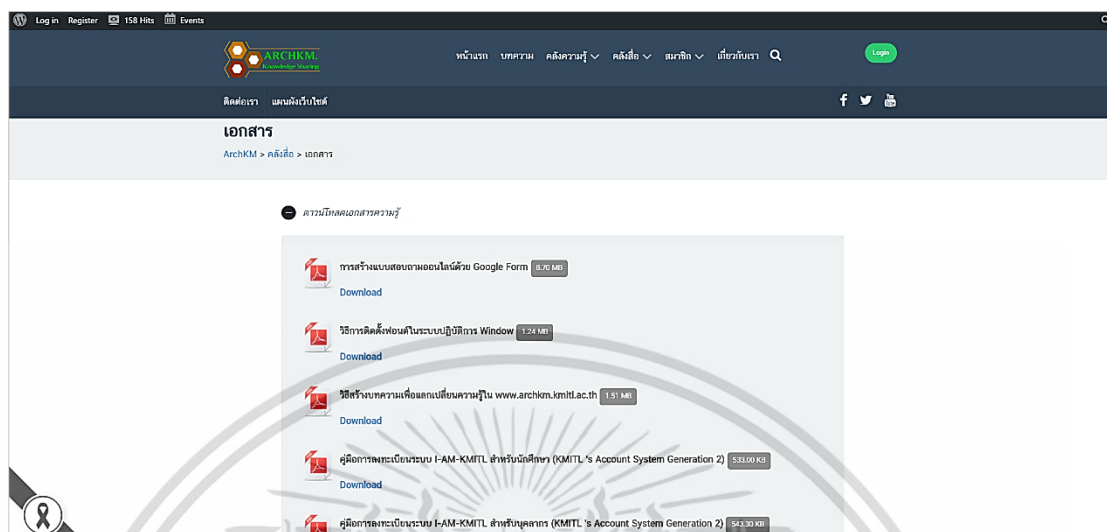 Log in Register 158 Hits Events
ARCHKM.
Knowledge Sharing
หน้าแรก บทความ คลังความรู้ คลังสื่อ สมาชิก เกี่ยวกับเรา
Login
ติดต่อเรา แผนผังเว็บไซต์
เอกสาร
ArchKM > คลังสื่อ > เอกสาร
ดาวน์โหลดเอกสารความรู้
การสร้างแบบสอบถามออนไลน์ด้วย Google Form 8.70 MB
Download
วิธีการติดตั้งฟอนต์ในระบบปฏิบัติการ Window 1.24 MB
Download
วิธีสร้างบทความเพื่อแลกเปลี่ยนความรู้ใน www.archkm.kmitl.ac.th 1.51 MB
Download
คู่มือการลงทะเบียนระบบ I-AM-KMITL สำหรับนักศึกษา (KMITL 's Account System Generation 2) 533.00 KB
Download
คู่มือการลงทะเบียนระบบ I-AM-KMITL สำหรับบุคลากร (KMITL 's Account System Generation 2) 543.30 KB